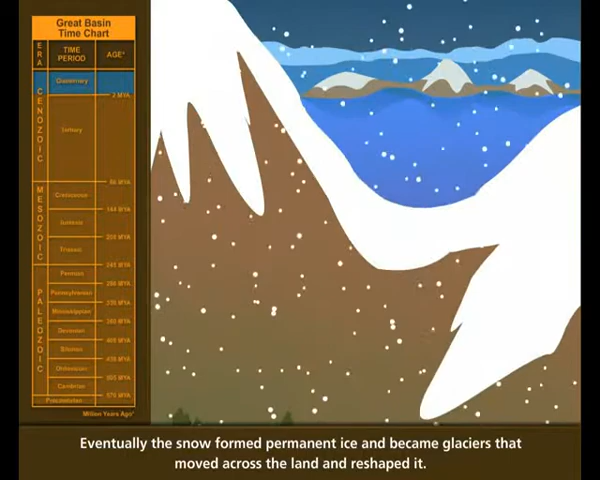 Great Basin
Time Chart
ERA
TIME
PERIOD
AGE*
CENOZOIC
Quaternary
2 MYA
Tertiary
66 MYA
MESOZOIC
Cretaceous
144 MYA
Jurassic
208 MYA
Triassic
245 MYA
PALEOZOIC
Permian
286 MYA
Pennsylvanian
Mississippian
360 MYA
Devonian
408 MYA
Silurian
438 MYA
Ordovician
505 MYA
Cambrian
570 MYA
Precambrian
Million Years Ago*
Eventually the snow formed permanent ice and became glaciers that
moved across the land and reshaped it.